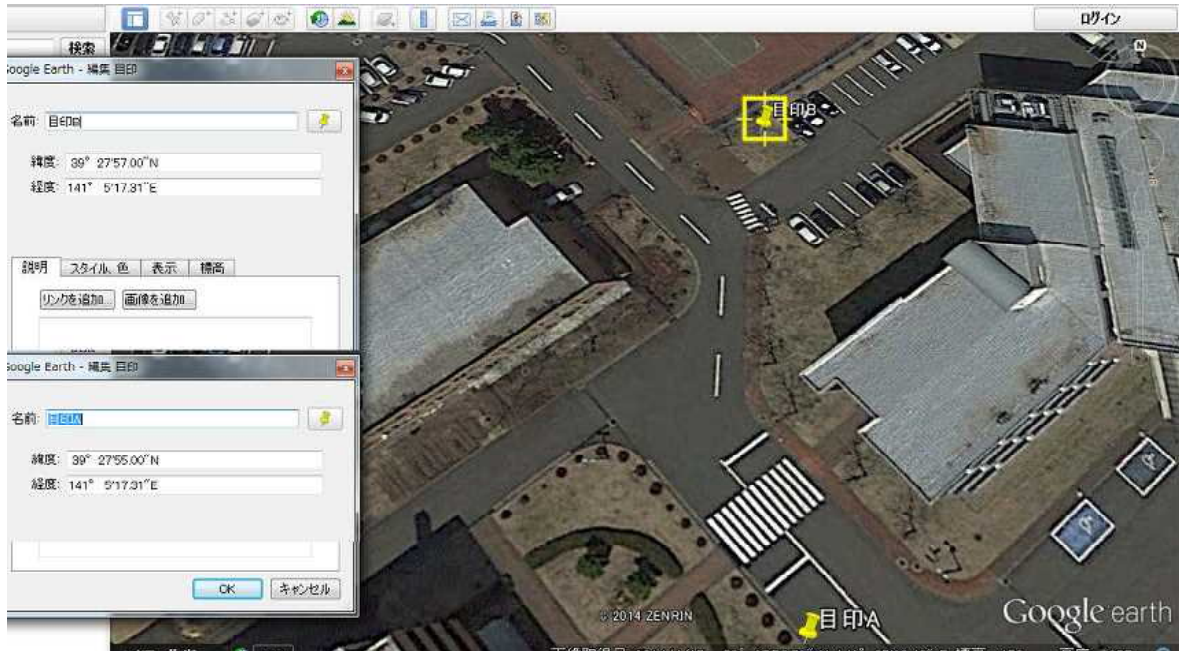 ログイン
検索
Google Earth - 編集 目印
名前: 目印B
緯度: 39° 27'57.00"N
経度: 141° 5'17.31"E
説明 スタイル、色 表示 標高
リンクを追加... 画像を追加...
Google Earth - 編集 目印
名前: 目印A
緯度: 39° 27'55.00"N
経度: 141° 5'17.31"E
OK キャンセル
N
目印B
目印A
© 2014 ZENRIN
Google earth